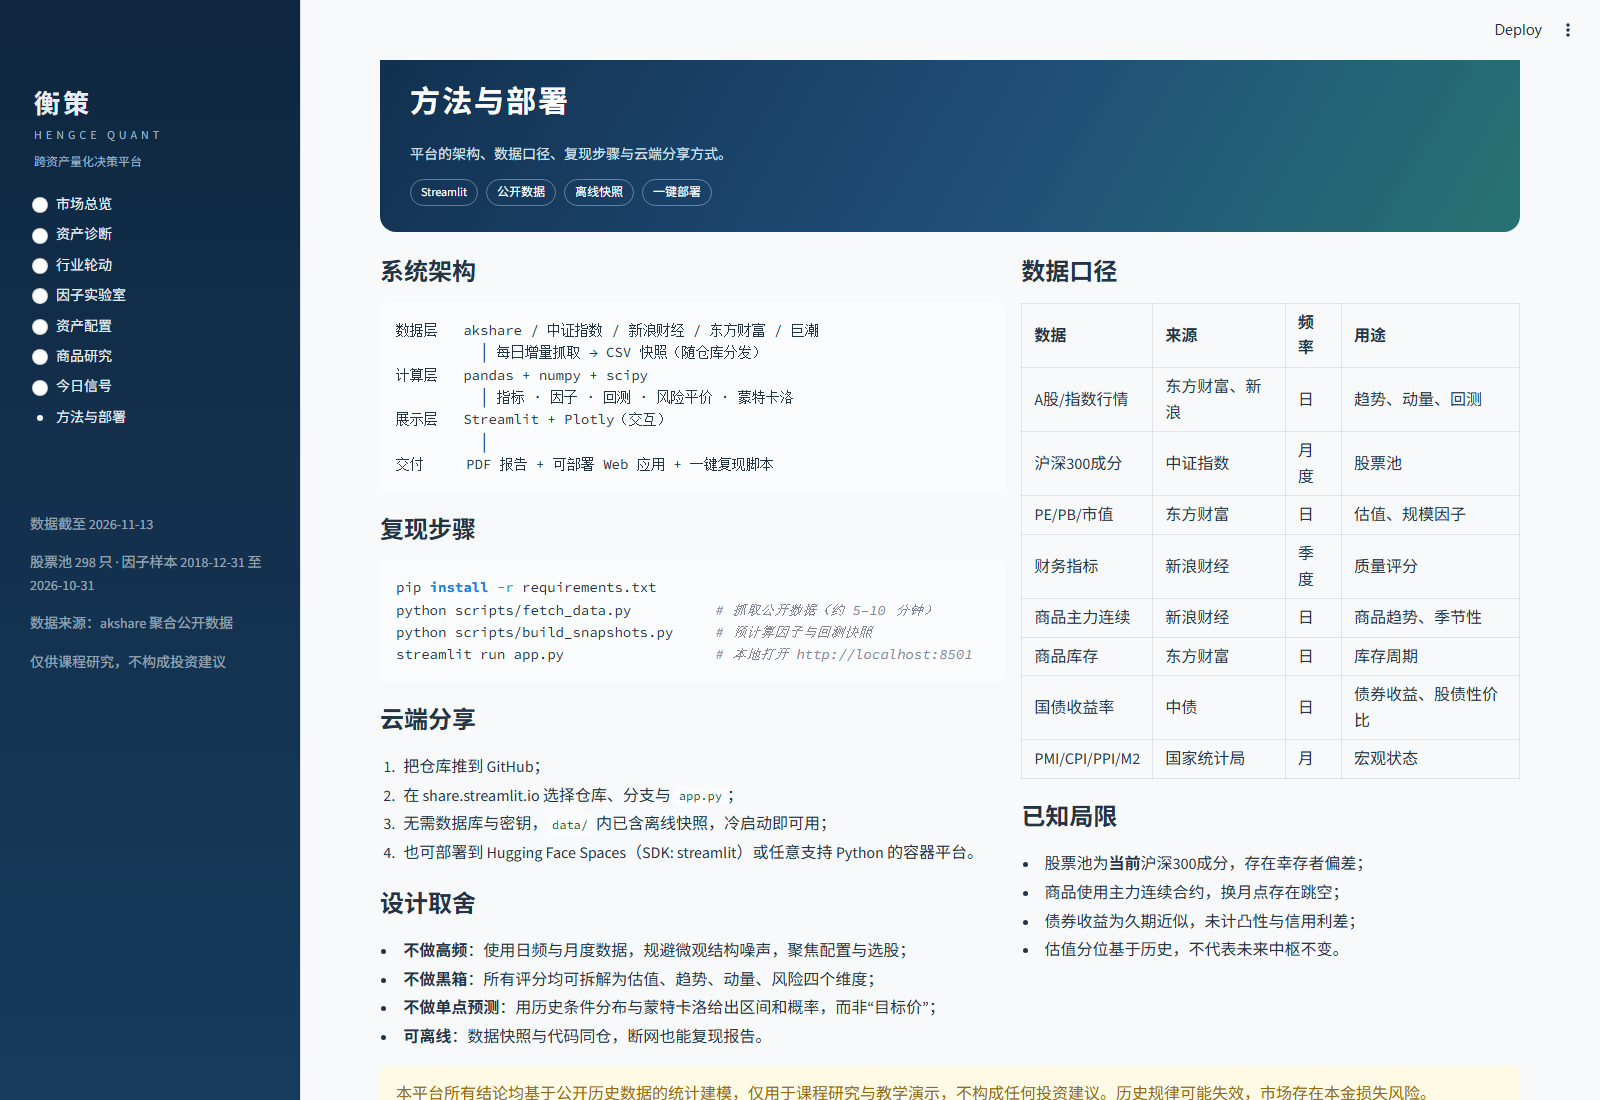 Deploy
衡策
HENGCE QUANT
跨资产量化决策平台
市场总览
资产诊断
行业轮动
因子实验室
资产配置
商品研究
今日信号
方法与部署
数据截至 2026-11-13
股票池 298 只 · 因子样本 2018-12-31 至
2026-10-31
数据来源：akshare 聚合公开数据
仅供课程研究，不构成投资建议
方法与部署
平台的架构、数据口径、复现步骤与云端分享方式。
Streamlit 公开数据 离线快照 一键部署
系统架构
数据层 akshare / 中证指数 / 新浪财经 / 东方财富 / 巨潮
│ 每日增量抓取 → CSV 快照（随仓库分发）
计算层 pandas + numpy + scipy
│ 指标 · 因子 · 回测 · 风险平价 · 蒙特卡洛
展示层 Streamlit + Plotly（交互）
│
交付 PDF 报告 + 可部署 Web 应用 + 一键复现脚本
复现步骤
pip install -r requirements.txt
python scripts/fetch_data.py # 抓取公开数据（约 5-10 分钟）
python scripts/build_snapshots.py # 预计算因子与回测快照
streamlit run app.py # 本地打开 http://localhost:8501
云端分享
1. 把仓库推到 GitHub；
2. 在 share.streamlit.io 选择仓库、分支与 app.py；
3. 无需数据库与密钥，data/ 内已含离线快照，冷启动即可用；
4. 也可部署到 Hugging Face Spaces（SDK: streamlit）或任意支持 Python 的容器平台。
设计取舍
• 不做高频：使用日频与月度数据，规避微观结构噪声，聚焦配置与选股；
• 不做黑箱：所有评分均可拆解为估值、趋势、动量、风险四个维度；
• 不做单点预测：用历史条件分布与蒙特卡洛给出区间和概率，而非“目标价”；
• 可离线：数据快照与代码同仓，断网也能复现报告。
数据口径
数据 来源 频率 用途
A股/指数行情 东方财富、新浪 日 趋势、动量、回测
沪深300成分 中证指数 月度 股票池
PE/PB/市值 东方财富 日 估值、规模因子
财务指标 新浪财经 季度 质量评分
商品主力连续 新浪财经 日 商品趋势、季节性
商品库存 东方财富 日 库存周期
国债收益率 中债 日 债券收益、股债性价比
PMI/CPI/PPI/M2 国家统计局 月 宏观状态
已知局限
• 股票池为当前沪深300成分，存在幸存者偏差；
• 商品使用主力连续合约，换月点存在跳空；
• 债券收益为久期近似，未计凸性与信用利差；
• 估值分位基于历史，不代表未来中枢不变。
本平台所有结论均基于公开历史数据的统计建模，仅用于课程研究与教学演示，不构成任何投资建议。历史规律可能失效，市场存在本金损失风险。